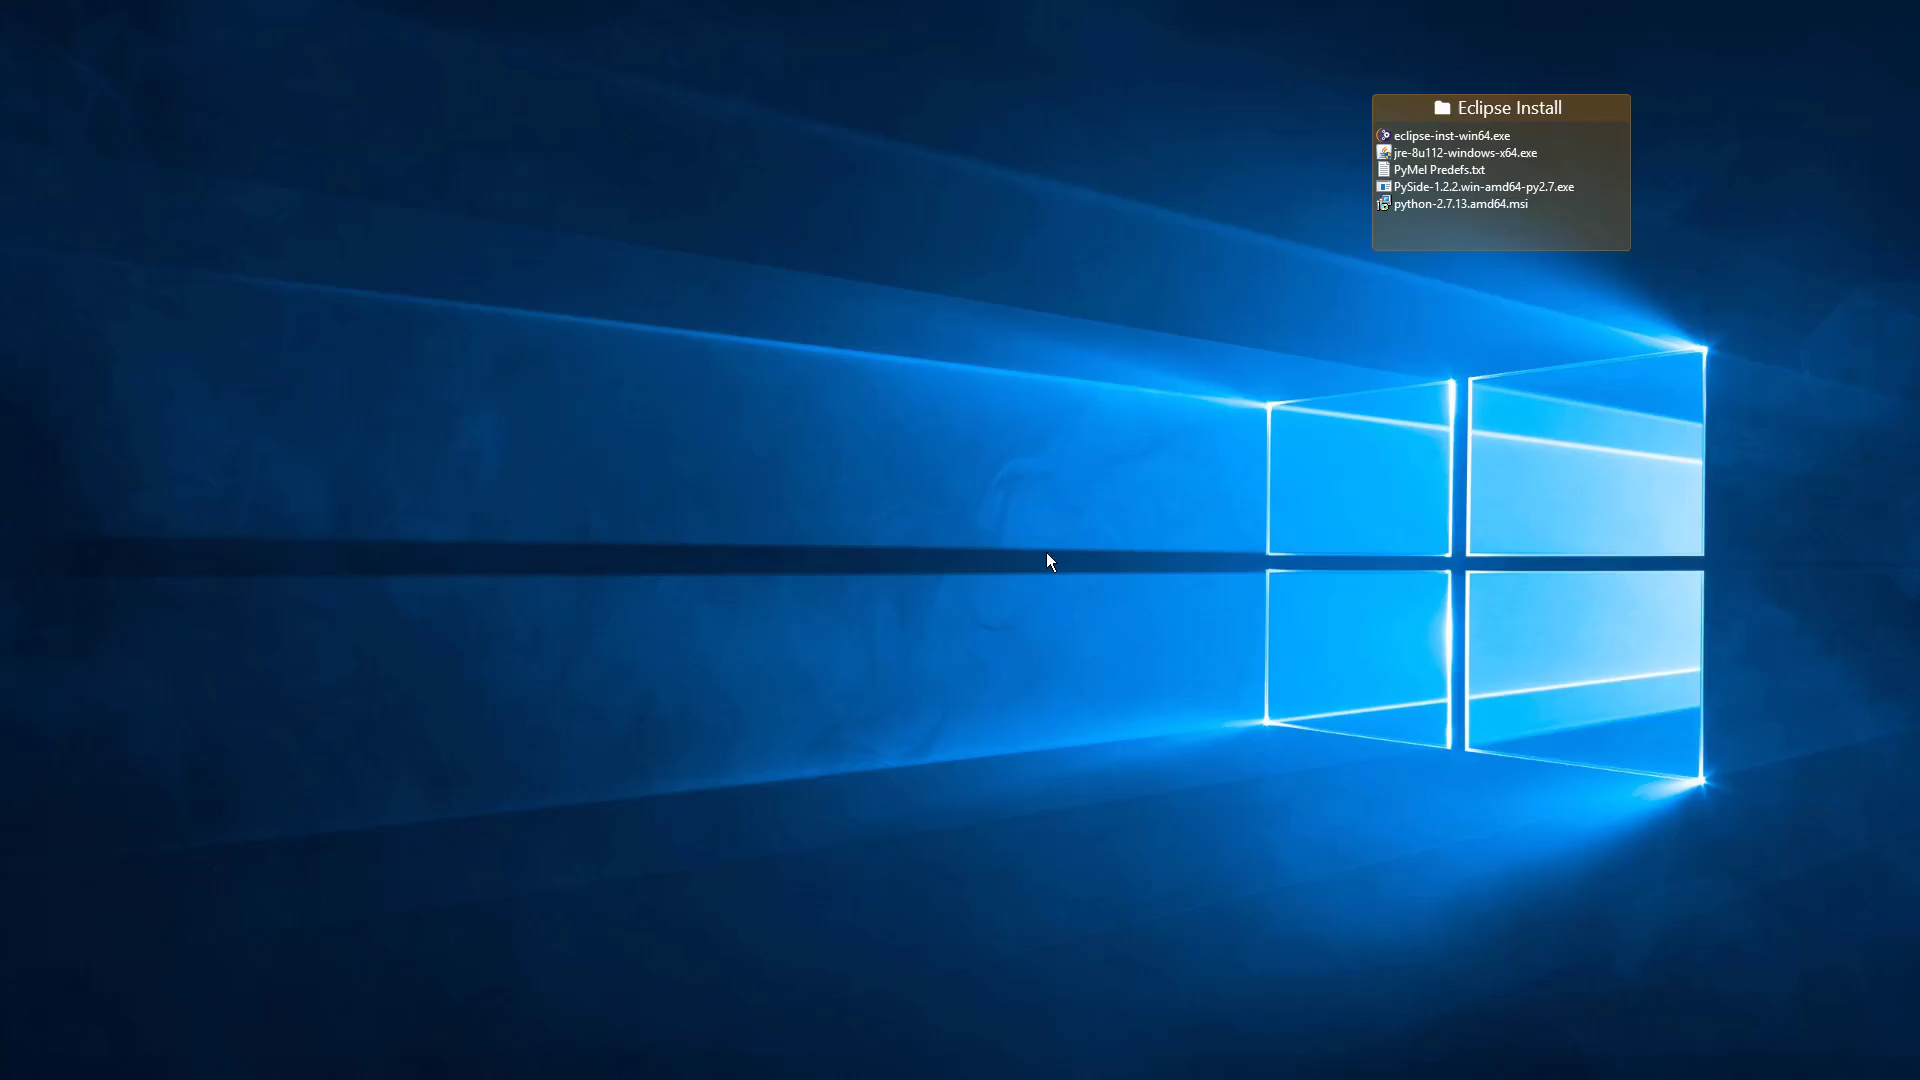 Eclipse Install
eclipse-inst-win64.exe
jre-8u112-windows-x64.exe
PyMel Predefs.txt
PySide-1.2.2.win-amd64-py2.7.exe
python-2.7.13.amd64.msi